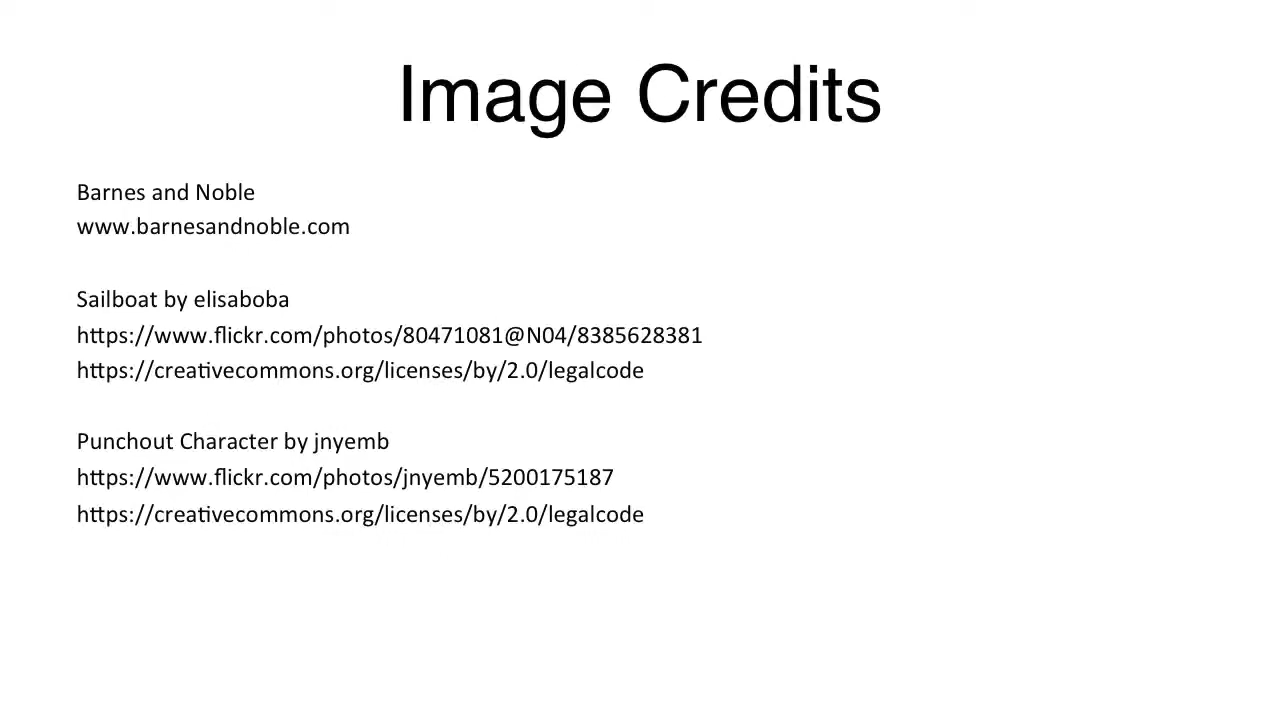 Image Credits
Barnes and Noble
www.barnesandnoble.com
Sailboat by elisaboba
https://www.flickr.com/photos/80471081@N04/8385628381
https://creativecommons.org/licenses/by/2.0/legalcode
Punchout Character by jnyemb
https://www.flickr.com/photos/jnyemb/5200175187
https://creativecommons.org/licenses/by/2.0/legalcode